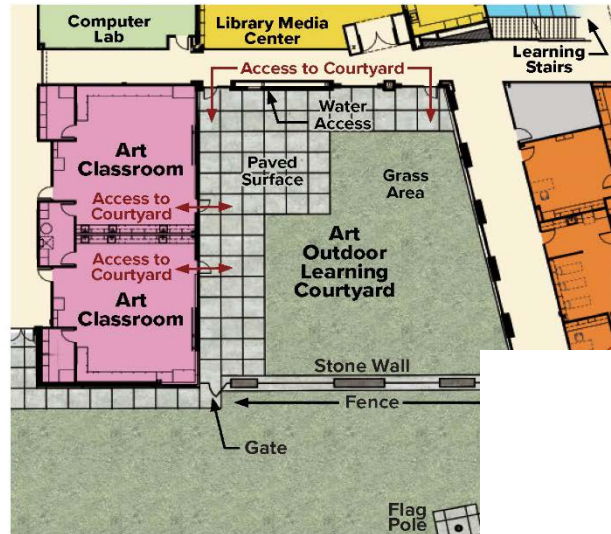 Computer
Lab
Library Media
Center
Learning
Stairs
Access to Courtyard
Water
Access
Art
Classroom
Paved
Surface
Grass
Area
Access to
Courtyard
Art
Outdoor
Learning
Courtyard
Access to
Courtyard
Art
Classroom
Stone Wall
Fence
Gate
Flag
Pole